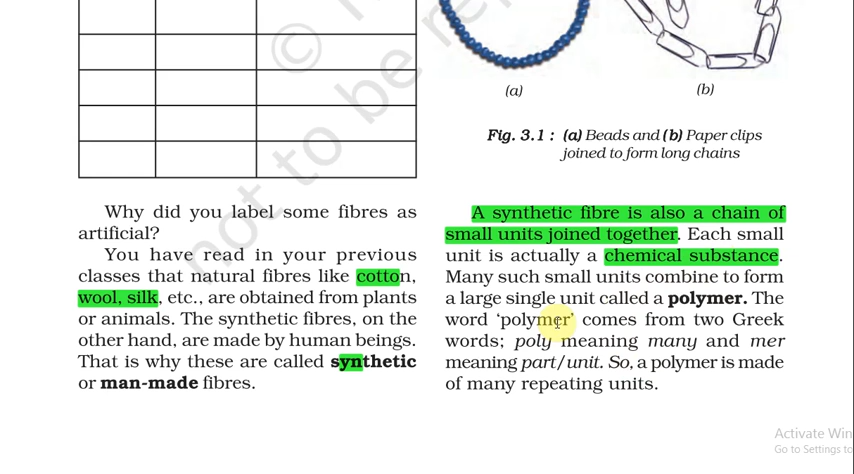 © 
not to be re
(a)
(b)
Fig. 3.1 : (a) Beads and (b) Paper clips
joined to form long chains
Why did you label some fibres as
artificial?
You have read in your previous
classes that natural fibres like cotton,
wool, silk, etc., are obtained from plants
or animals. The synthetic fibres, on the
other hand, are made by human beings.
That is why these are called synthetic
or man-made fibres.
A synthetic fibre is also a chain of
small units joined together. Each small
unit is actually a chemical substance.
Many such small units combine to form
a large single unit called a polymer. The
word ‘polymer’ comes from two Greek
words; poly meaning many and mer
meaning part/unit. So, a polymer is made
of many repeating units.
Activate Win
Go to Settings to